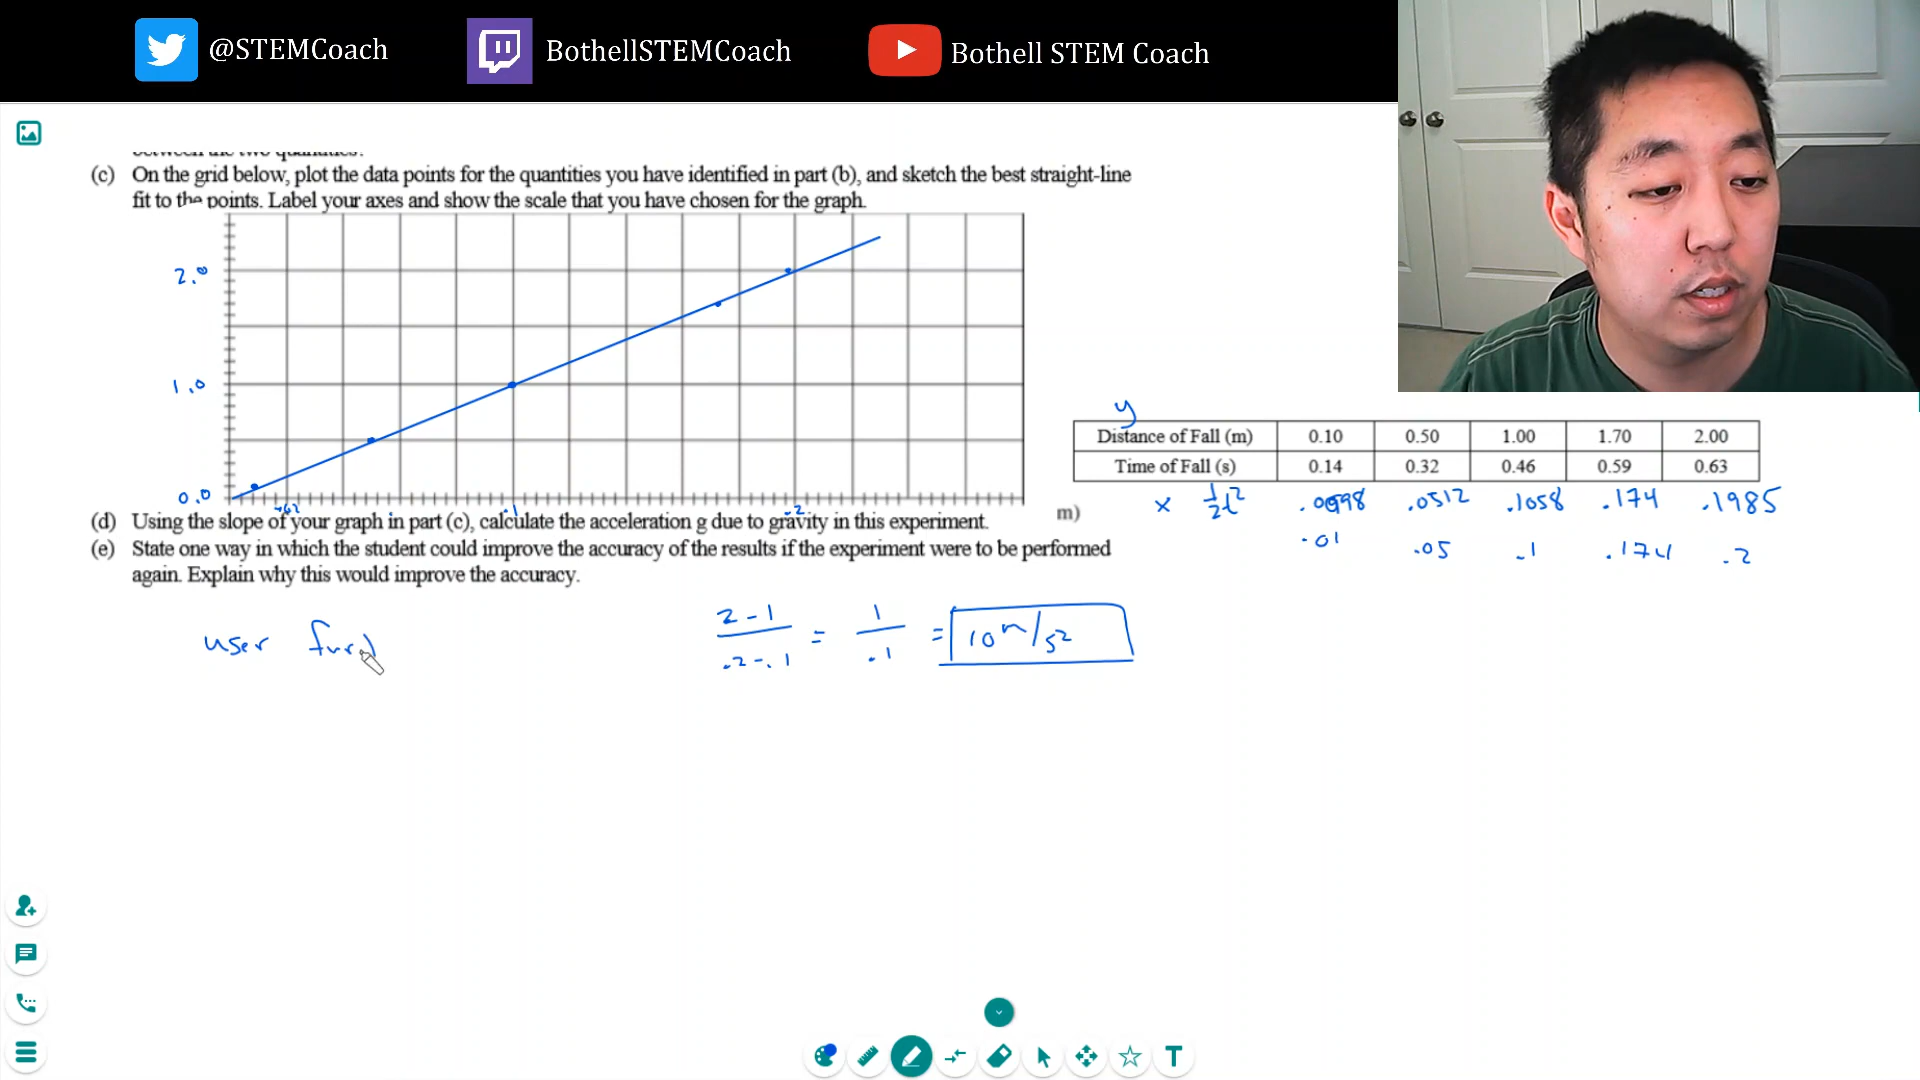 @STEMCoach BothellSTEMCoach Bothell STEM Coach
(c) On the grid below, plot the data points for the quantities you have identified in part (b), and sketch the best straight-line
fit to the points. Label your axes and show the scale that you have chosen for the graph.
2.0
1.0
0.0
.1 .2
m)
(d) Using the slope of your graph in part (c), calculate the acceleration g due to gravity in this experiment.
(e) State one way in which the student could improve the accuracy of the results if the experiment were to be performed
again. Explain why this would improve the accuracy.
y
Distance of Fall (m) 0.10 0.50 1.00 1.70 2.00
Time of Fall (s) 0.14 0.32 0.46 0.59 0.63
x ½t² .0098 .0512 .1058 .174 .1985
.01 .05 .1 .174 .2
2-1 / .2-.1 = 1 / .1 = 10 m/s²
user